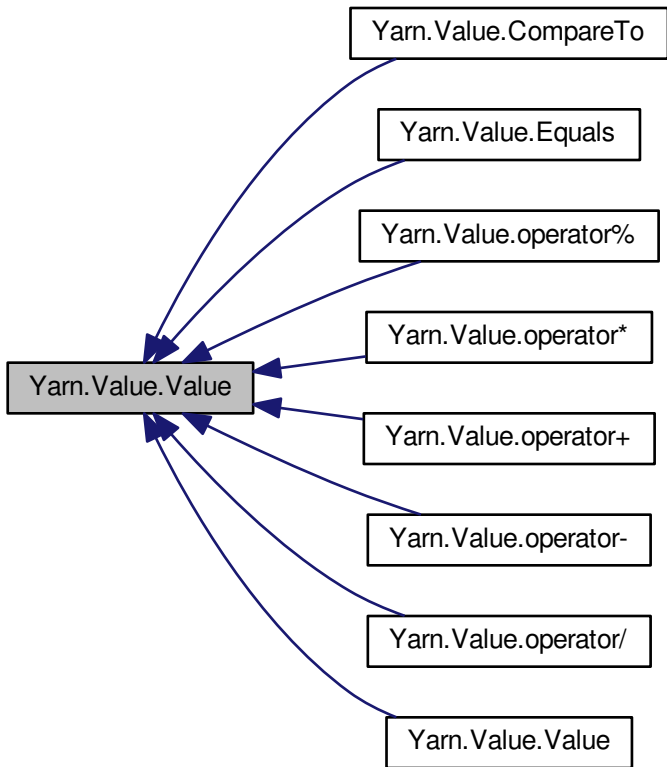 Yarn.Value.CompareTo
Yarn.Value.Equals
Yarn.Value.operator%
Yarn.Value.operator*
Yarn.Value.Value
Yarn.Value.operator+
Yarn.Value.operator-
Yarn.Value.operator/
Yarn.Value.Value